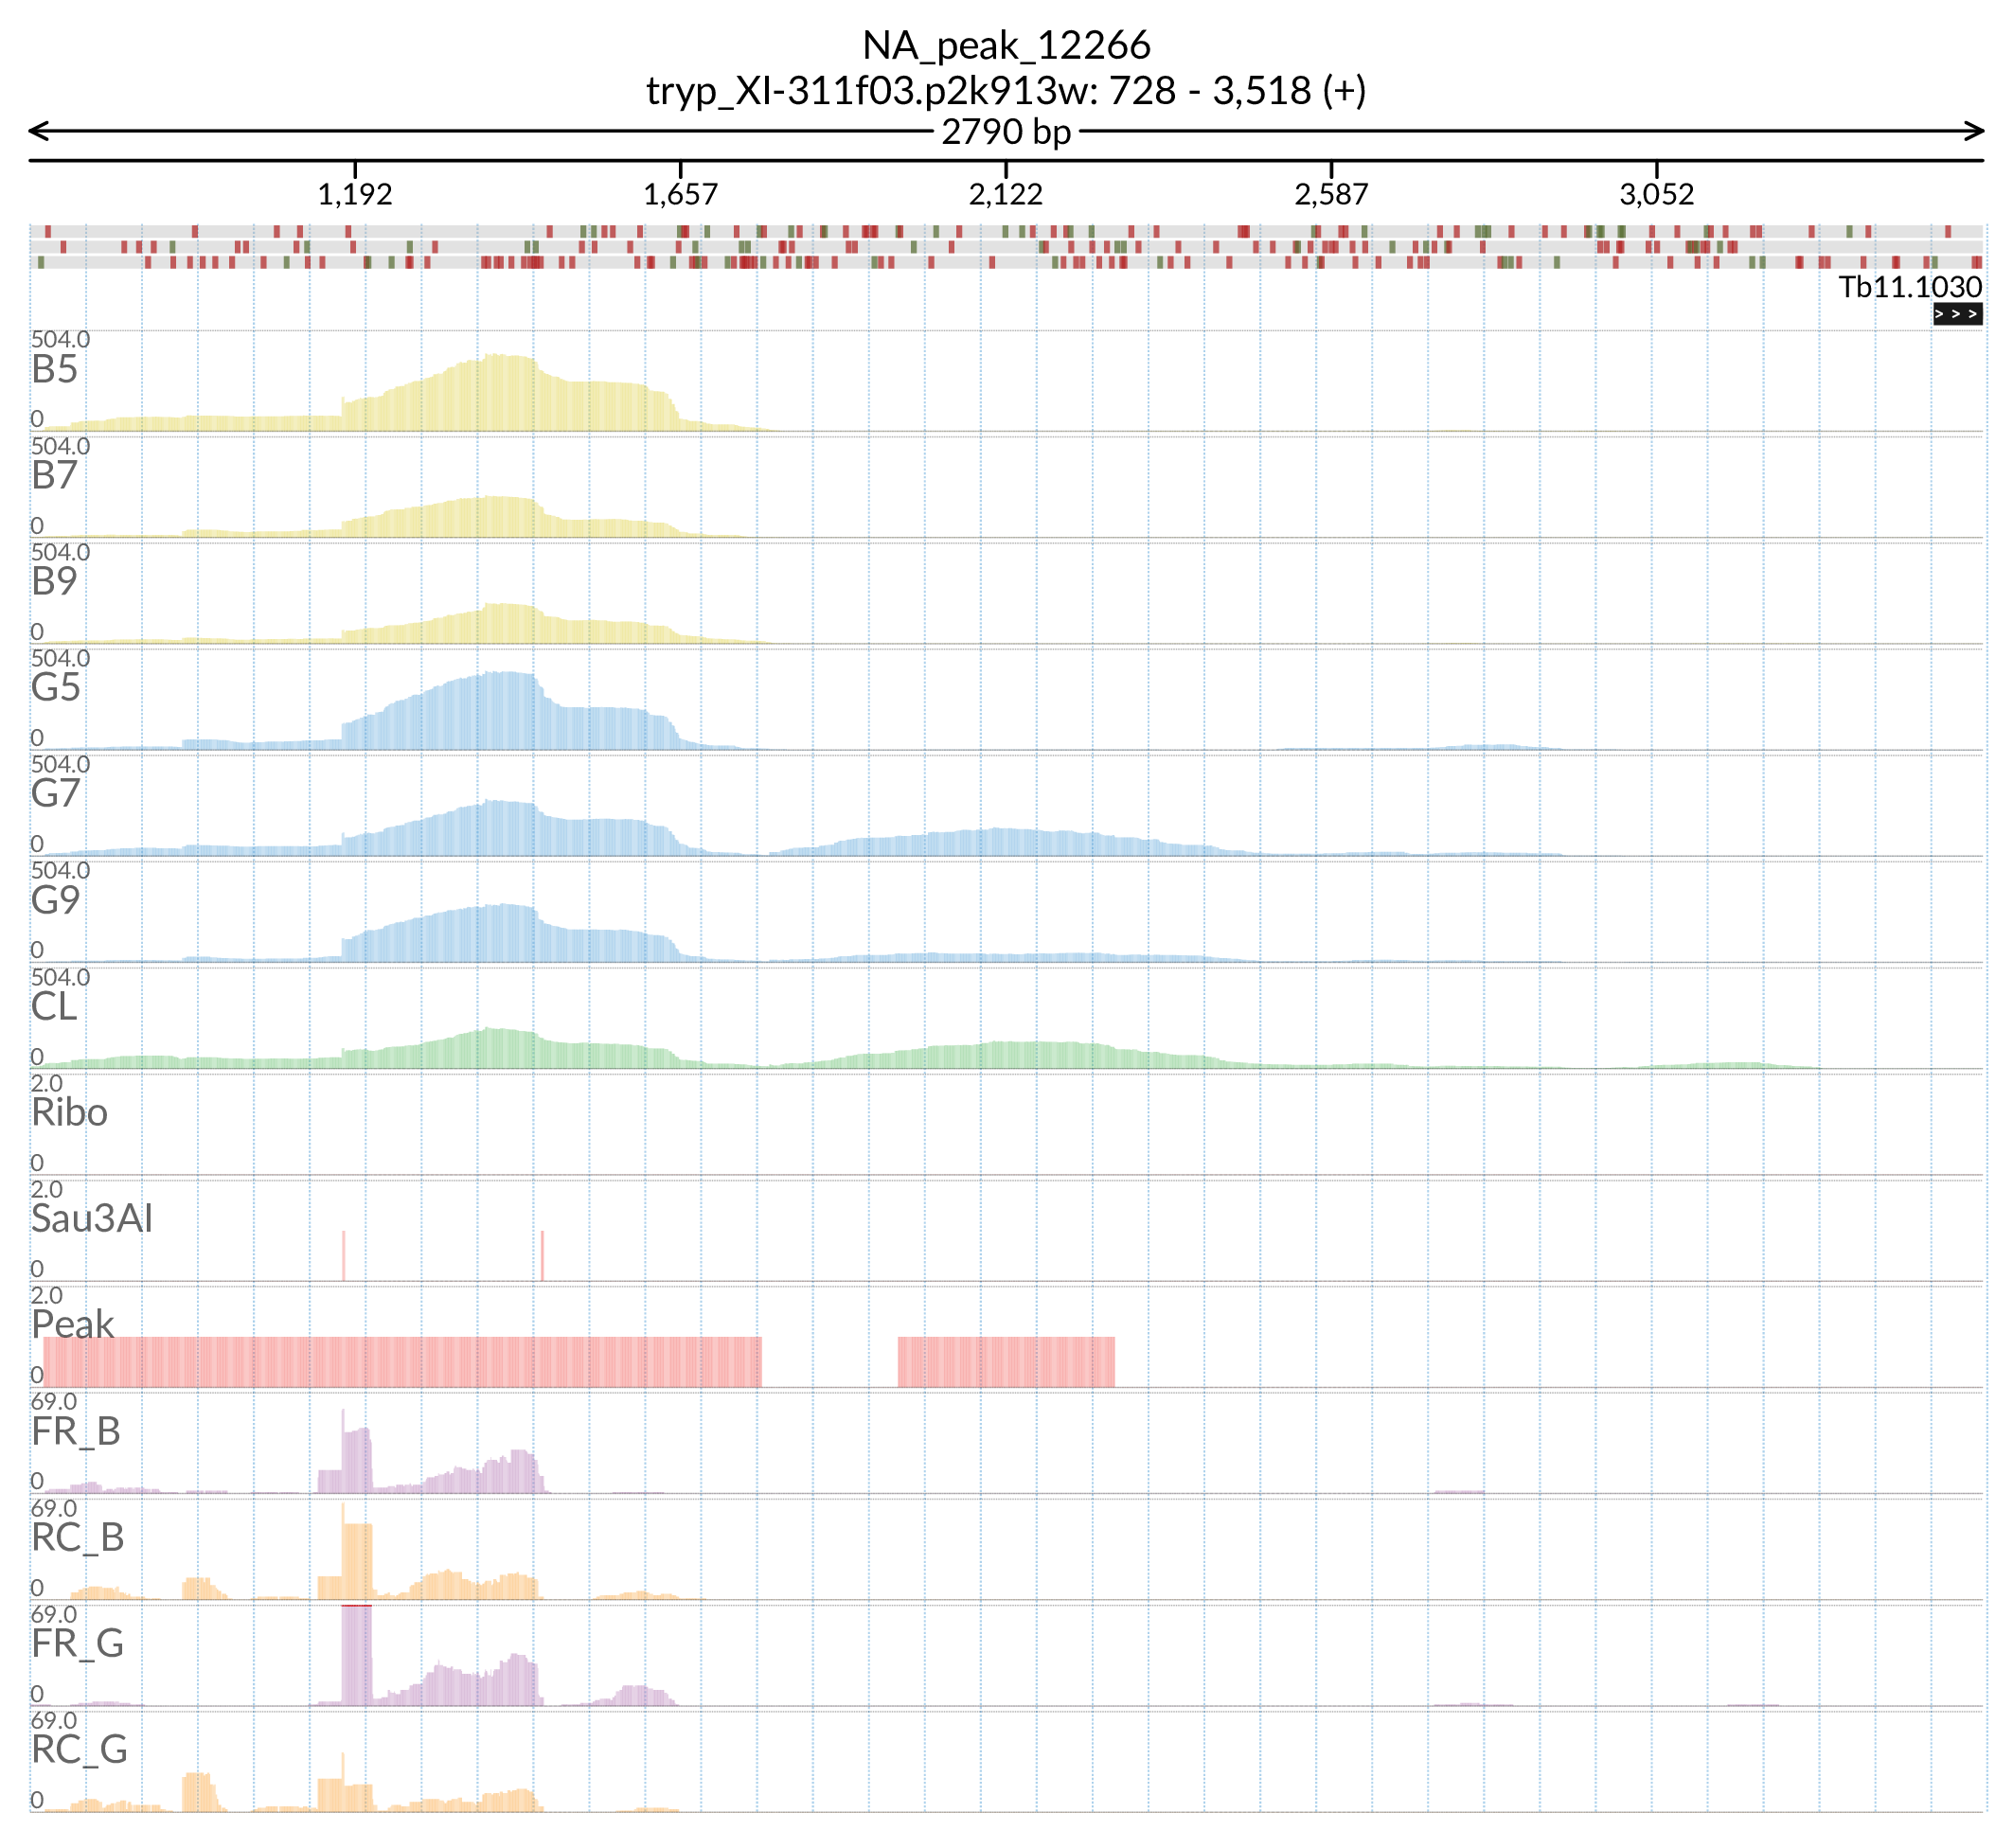 NA_peak_12266
tryp_XI-311f03.p2k913w: 728 - 3,518 (+)
2790 bp
1,192 1,657 2,122 2,587 3,052
Tb11.1030
> > >
504.0
B5
0
504.0
B7
0
504.0
B9
0
504.0
G5
0
504.0
G7
0
504.0
G9
0
504.0
CL
0
2.0
Ribo
0
2.0
Sau3AI
0
2.0
Peak
0
69.0
FR_B
0
69.0
RC_B
0
69.0
FR_G
0
69.0
RC_G
0